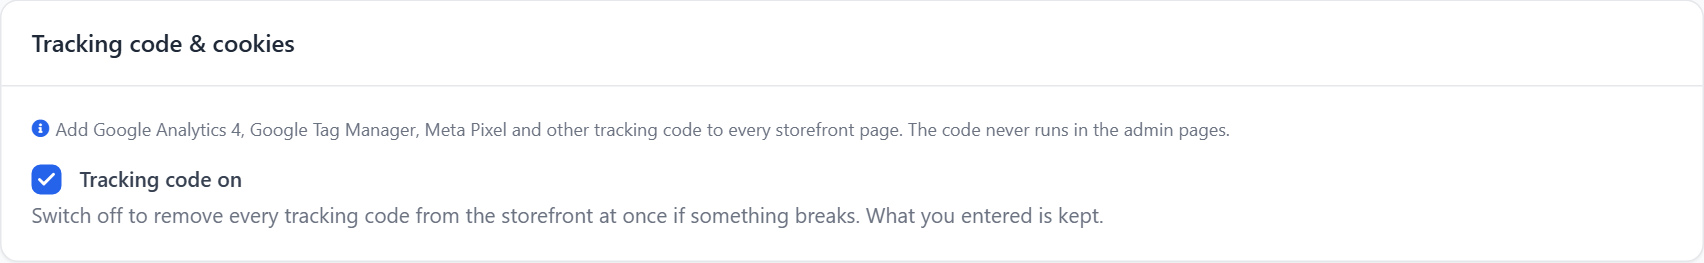 Tracking code & cookies
Add Google Analytics 4, Google Tag Manager, Meta Pixel and other tracking code to every storefront page. The code never runs in the admin pages.
Tracking code on
Switch off to remove every tracking code from the storefront at once if something breaks. What you entered is kept.